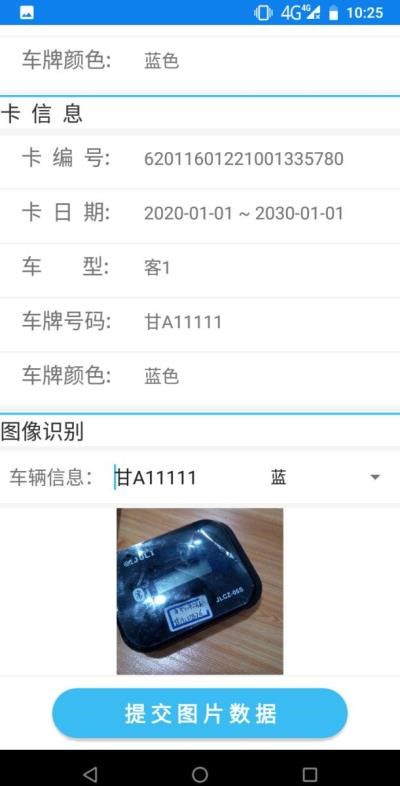 4G 4G 10:25
车牌颜色: 蓝色
卡 信 息
卡 编 号: 62011601221001335780
卡 日 期: 2020-01-01 ~ 2030-01-01
车 型: 客1
车牌号码: 甘A11111
车牌颜色: 蓝色
图像识别
车辆信息: 甘A11111 蓝
JULI
JLCZ-06S
提交图片数据